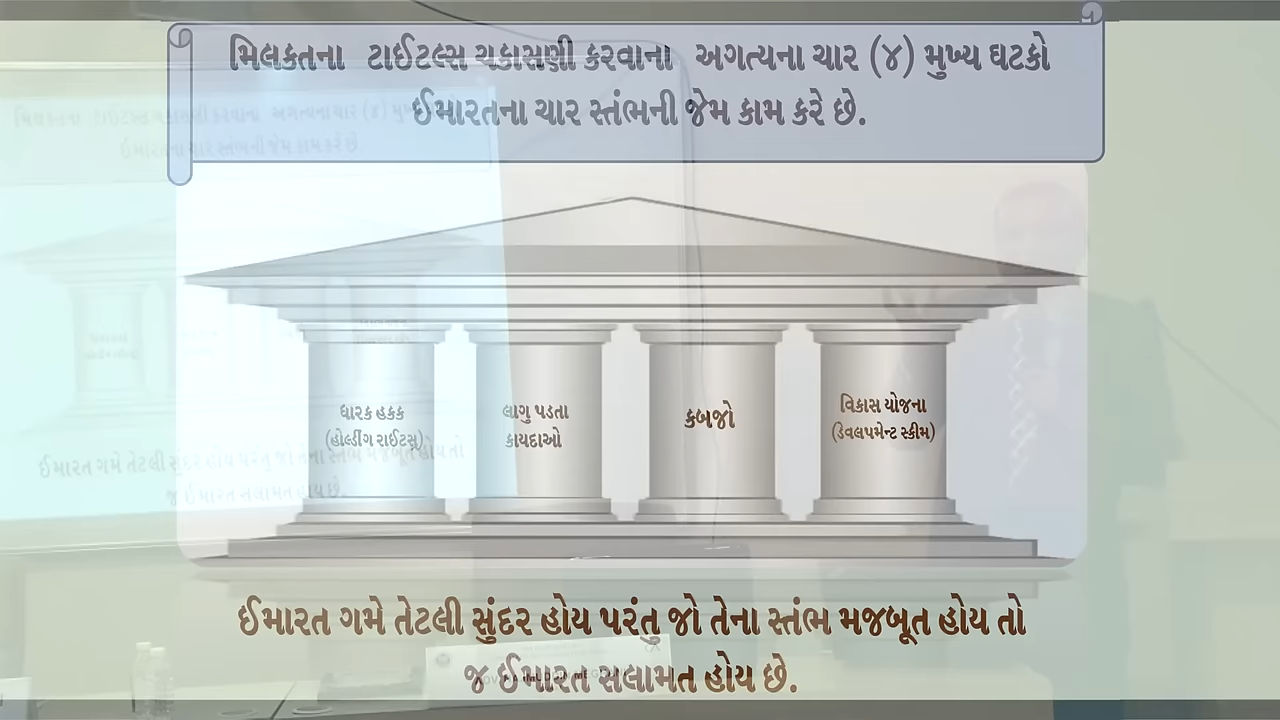 મિલકતના ટાઈટલ્સ ચકાસણી કરવાના અગત્યના ચાર (૪) મુખ્ય ઘટકો
ઈમારતના ચાર સ્તંભની જેમ કામ કરે છે.
ધારક હકક
(હોલ્ડીંગ રાઈટસ)
લાગુ પડતા
કાયદાઓ
કબજો
વિકાસ યોજના
(ડેવલપમેન્ટ સ્કીમ)
ઈમારત ગમે તેટલી સુંદર હોય પરંતુ જો તેના સ્તંભ મજબૂત હોય તો
જ ઈમારત સલામત હોય છે.